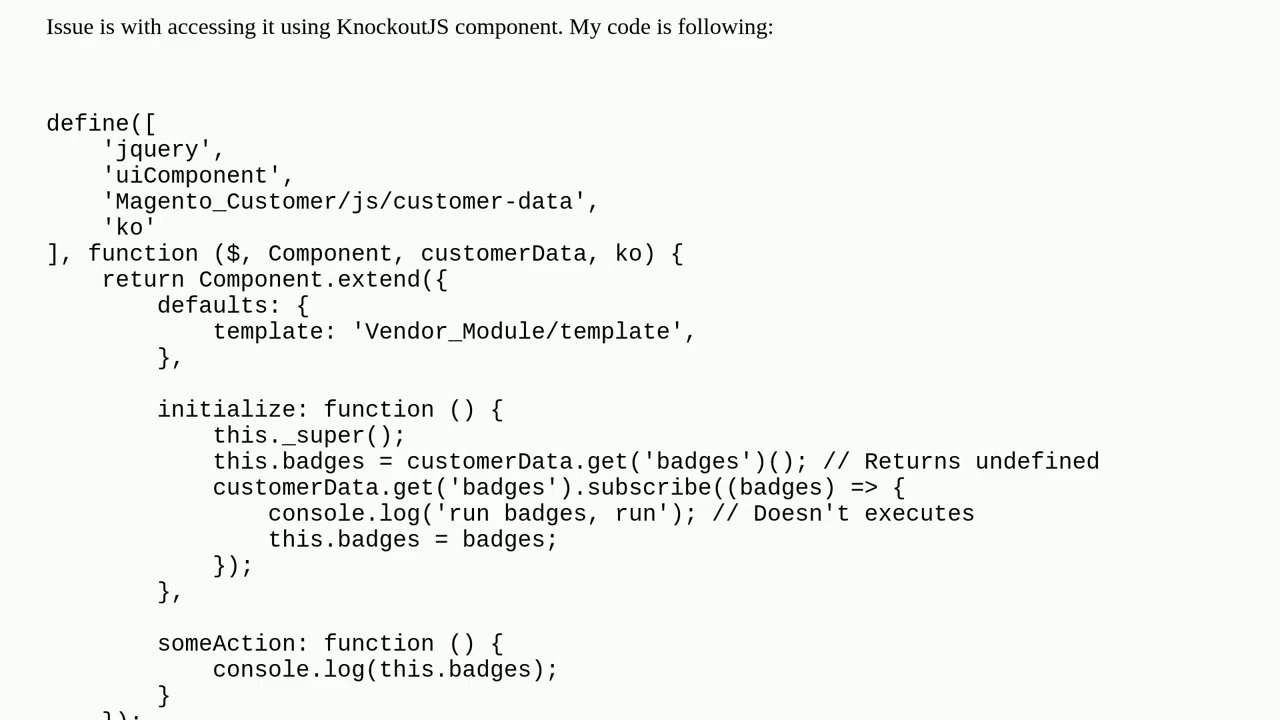 Issue is with accessing it using KnockoutJS component. My code is following:
define([
    'jquery',
    'uiComponent',
    'Magento_Customer/js/customer-data',
    'ko'
], function ($, Component, customerData, ko) {
    return Component.extend({
        defaults: {
            template: 'Vendor_Module/template',
        },
        initialize: function () {
            this._super();
            this.badges = customerData.get('badges')(); // Returns undefined
            customerData.get('badges').subscribe((badges) => {
                console.log('run badges, run'); // Doesn't executes
                this.badges = badges;
            });
        },
        someAction: function () {
            console.log(this.badges);
        }
    });